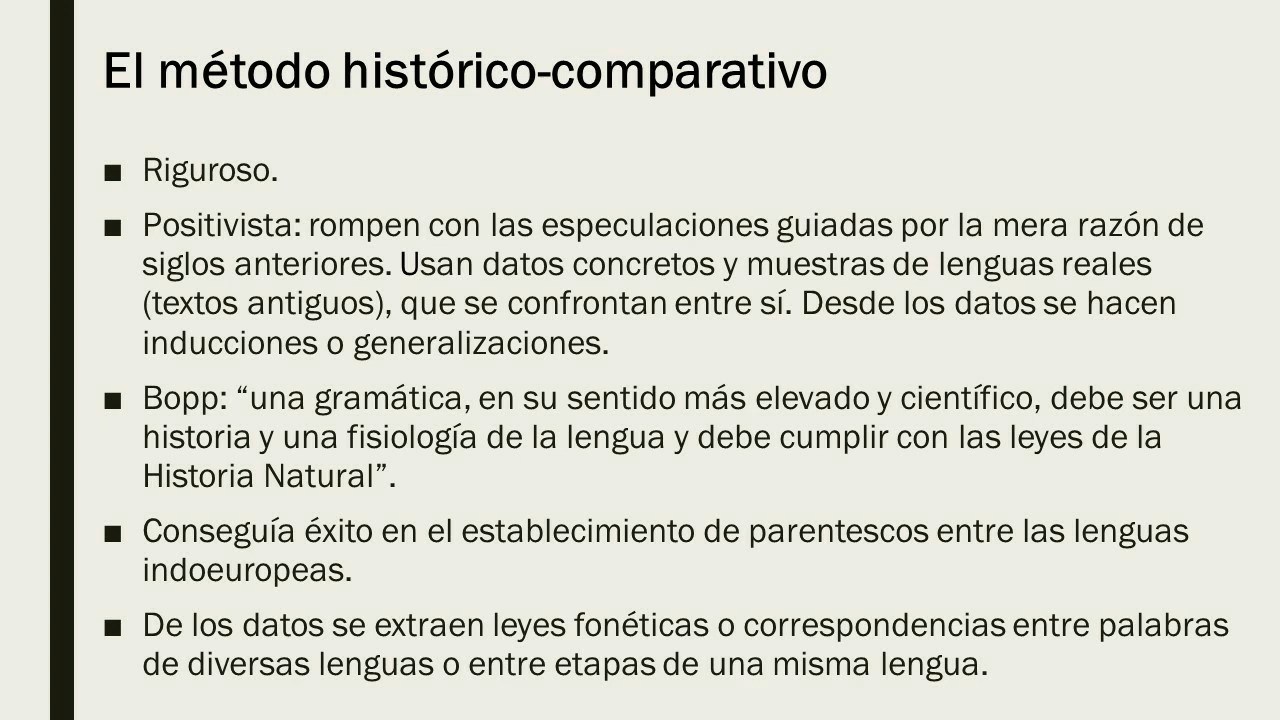 El método histórico-comparativo
■ Riguroso.
■ Positivista: rompen con las especulaciones guiadas por la mera razón de
siglos anteriores. Usan datos concretos y muestras de lenguas reales
(textos antiguos), que se confrontan entre sí. Desde los datos se hacen
inducciones o generalizaciones.
■ Bopp: “una gramática, en su sentido más elevado y científico, debe ser una
historia y una fisiología de la lengua y debe cumplir con las leyes de la
Historia Natural”.
■ Conseguía éxito en el establecimiento de parentescos entre las lenguas
indoeuropeas.
■ De los datos se extraen leyes fonéticas o correspondencias entre palabras
de diversas lenguas o entre etapas de una misma lengua.